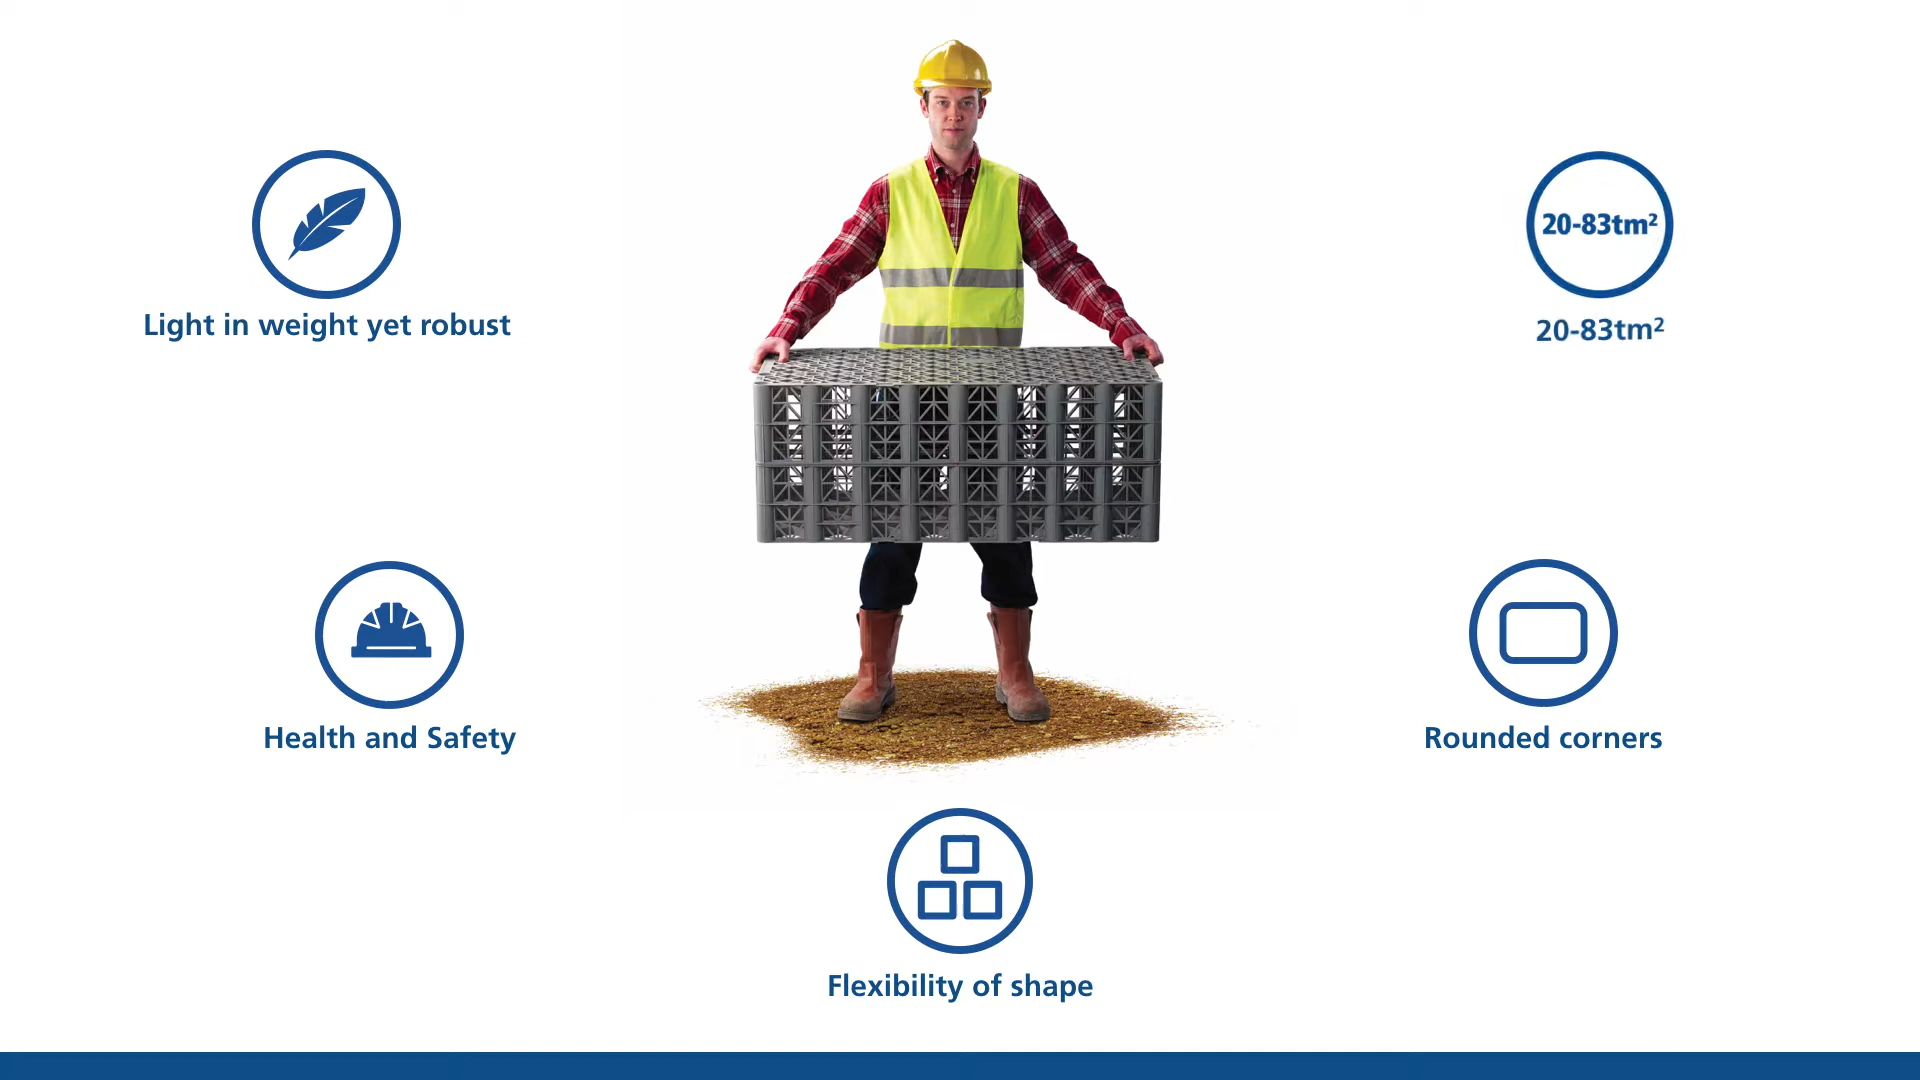 20-83tm²
Light in weight yet robust
20-83tm²
Health and Safety
Rounded corners
Flexibility of shape